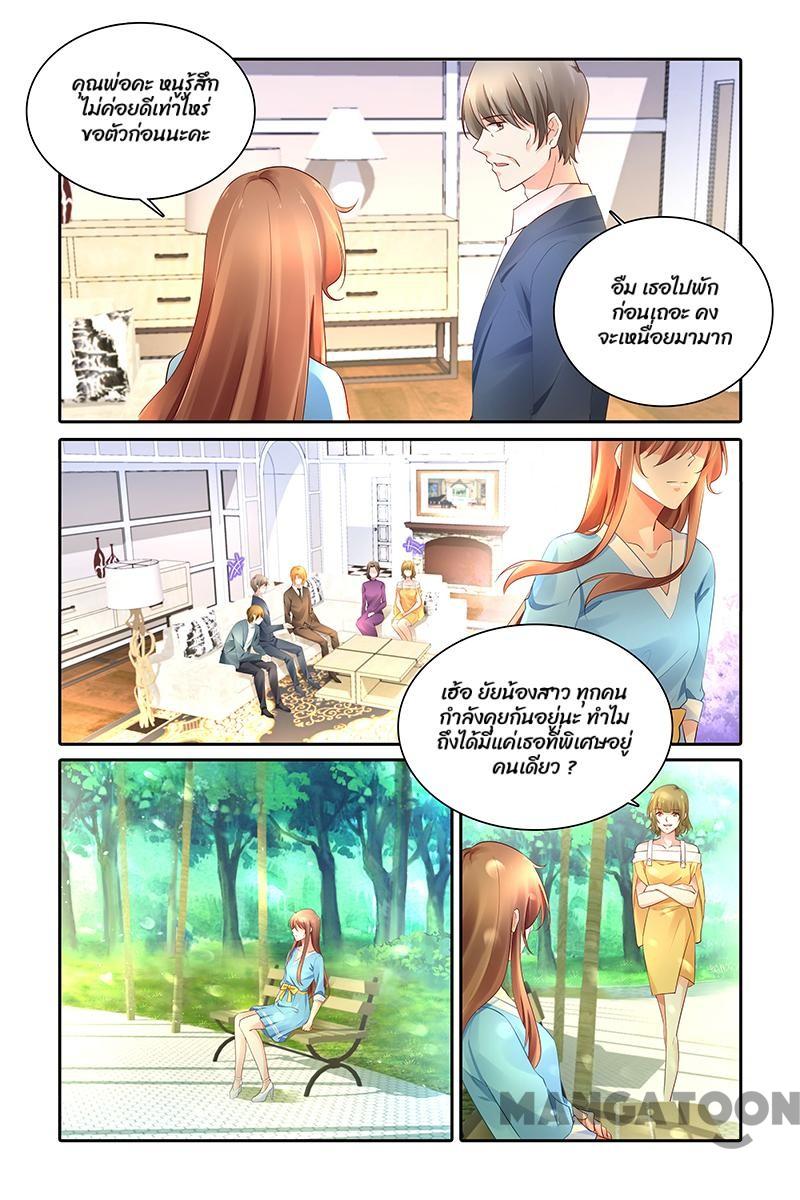 คุณพ่อคะ หนูรู้สึก
ไม่ค่อยดีเท่าไหร่
ขอตัวก่อนนะคะ
อืม เธอไปพัก
ก่อนเถอะ คง
จะเหนื่อยมามาก
เฮ้อ ยัยน้องสาว ทุกคน
กำลังคุยกันอยู่นะ ทำไม
ถึงได้มีแค่เธอที่พิเศษอยู่
คนเดียว ?
MANGATOON